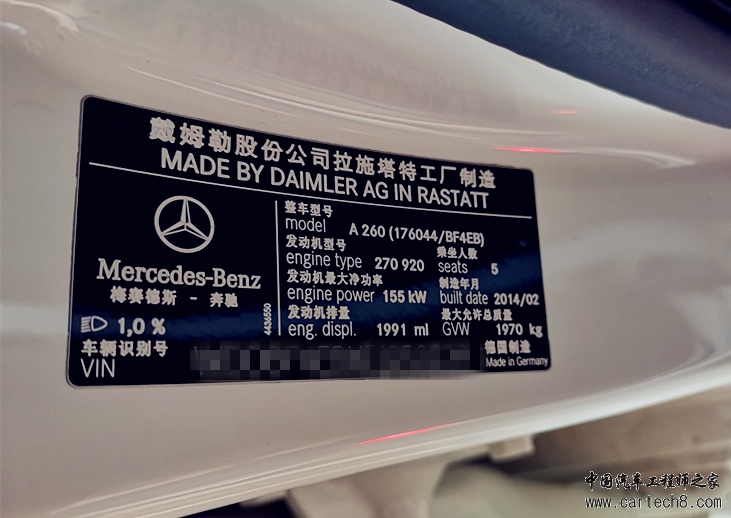 戴姆勒股份公司拉施塔特工厂制造
MADE BY DAIMLER AG IN RASTATT
Mercedes-Benz
梅赛德斯 - 奔驰
1,0 %
4436550
整车型号
model A 260 (176044/BF4EB)
发动机型号 乘坐人数
engine type 270 920 seats 5
发动机最大净功率 制造年月
engine power 155 kW built date 2014/02
发动机排量 最大允许总质量
eng. displ. 1991 ml GVW 1970 kg
车辆识别号 德国制造
VIN Made in Germany
中国汽车工程师之家
www.cartech8.com